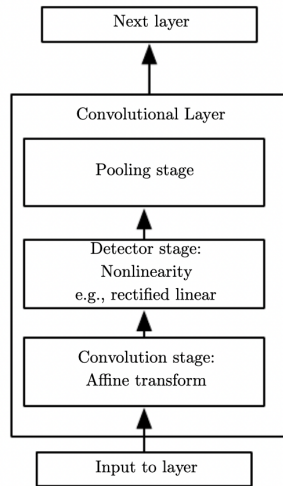 Next layer
Convolutional Layer
Pooling stage
Detector stage:
Nonlinearity
e.g., rectified linear
Convolution stage:
Affine transform
Input to layer